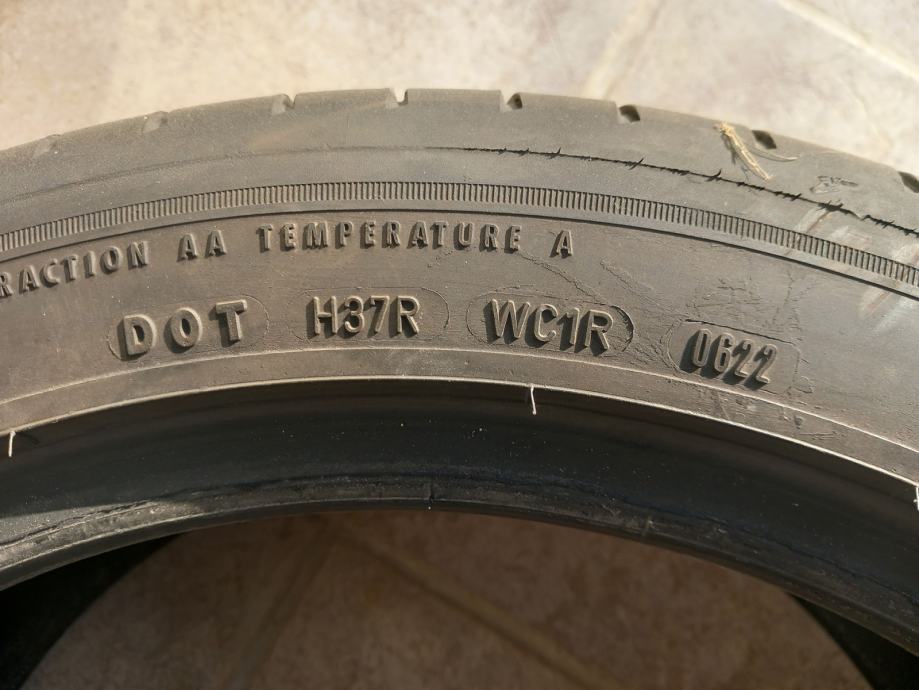 RACTION AA TEMPERATURE A
DOT H37R WC1R 0622